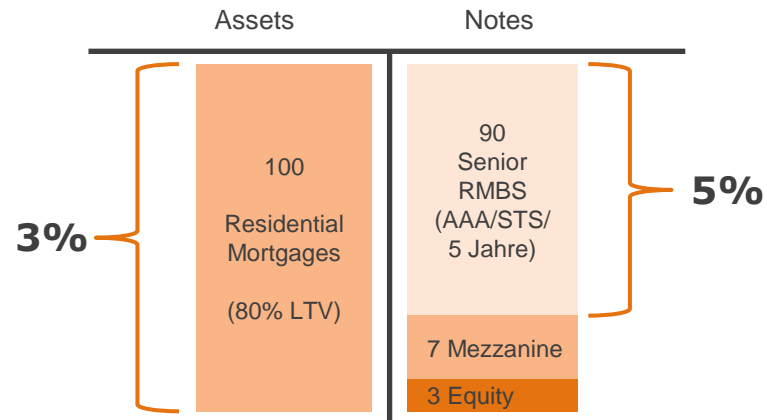 Assets
Notes
3%
100
Residential
Mortgages
(80% LTV)
90
Senior
RMBS
(AAA/STS/
5 Jahre)
5%
7 Mezzanine
3 Equity